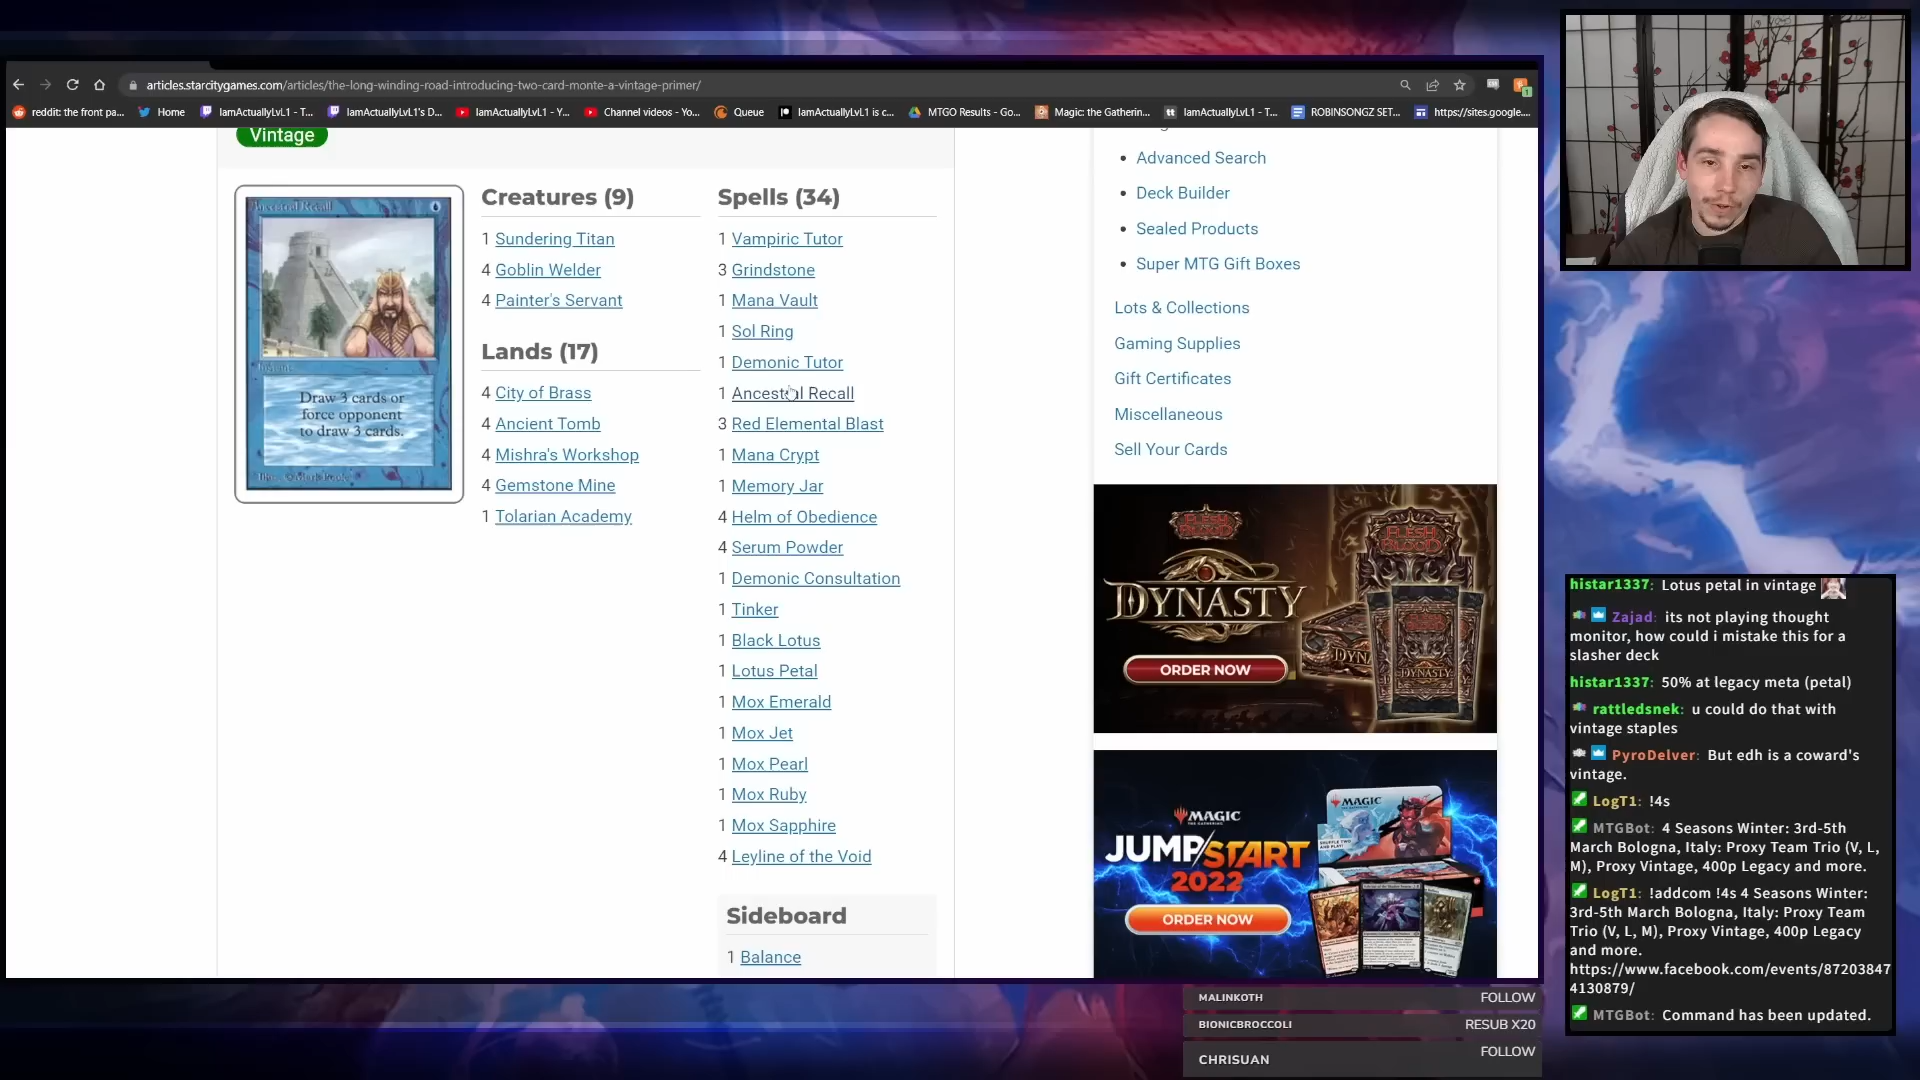 articles.starcitygames.com/articles/the-long-winding-road-introducing-two-card-monte-a-vintage-primer/
reddit: the front pa...
Home
IamActuallyLvL1 - T...
IamActuallyLvL1's D...
IamActuallyLvL1 - Y...
Channel videos - Yo...
Queue
IamActuallyLvL1 is c...
MTGO Results - Go...
Magic: the Gatherin...
IamActuallyLvL1 - T...
ROBINSONGZ SET...
https://sites.google....
Vintage
Ancestral Recall
Draw 3 cards or
force opponent
to draw 3 cards.
Creatures (9)
1 Sundering Titan
4 Goblin Welder
4 Painter's Servant
Lands (17)
4 City of Brass
4 Ancient Tomb
4 Mishra's Workshop
4 Gemstone Mine
1 Tolarian Academy
Spells (34)
1 Vampiric Tutor
3 Grindstone
1 Mana Vault
1 Sol Ring
1 Demonic Tutor
1 Ancestral Recall
3 Red Elemental Blast
1 Mana Crypt
1 Memory Jar
4 Helm of Obedience
4 Serum Powder
1 Demonic Consultation
1 Tinker
1 Black Lotus
1 Lotus Petal
1 Mox Emerald
1 Mox Jet
1 Mox Pearl
1 Mox Ruby
1 Mox Sapphire
4 Leyline of the Void
Sideboard
1 Balance
Advanced Search
Deck Builder
Sealed Products
Super MTG Gift Boxes
Lots & Collections
Gaming Supplies
Gift Certificates
Miscellaneous
Sell Your Cards
FLESH
BLOOD
DYNASTY
ORDER NOW
MAGIC
JUMP/START
2022
ORDER NOW
histar1337: Lotus petal in vintage
Zajad: its not playing thought
monitor, how could i mistake this for a
slasher deck
histar1337: 50% at legacy meta (petal)
rattledsnek: u could do that with
vintage staples
PyroDelver: But edh is a coward's
vintage.
LogT1: !4s
MTGBot: 4 Seasons Winter: 3rd-5th
March Bologna, Italy: Proxy Team Trio (V, L,
M), Proxy Vintage, 400p Legacy and more.
LogT1: !addcom !4s 4 Seasons Winter:
3rd-5th March Bologna, Italy: Proxy Team
Trio (V, L, M), Proxy Vintage, 400p Legacy
and more.
https://www.facebook.com/events/87203847
4130879/
MTGBot: Command has been updated.
MALINKOTH FOLLOW
BIONICBROCCOLI RESUB X20
CHRISUAN FOLLOW